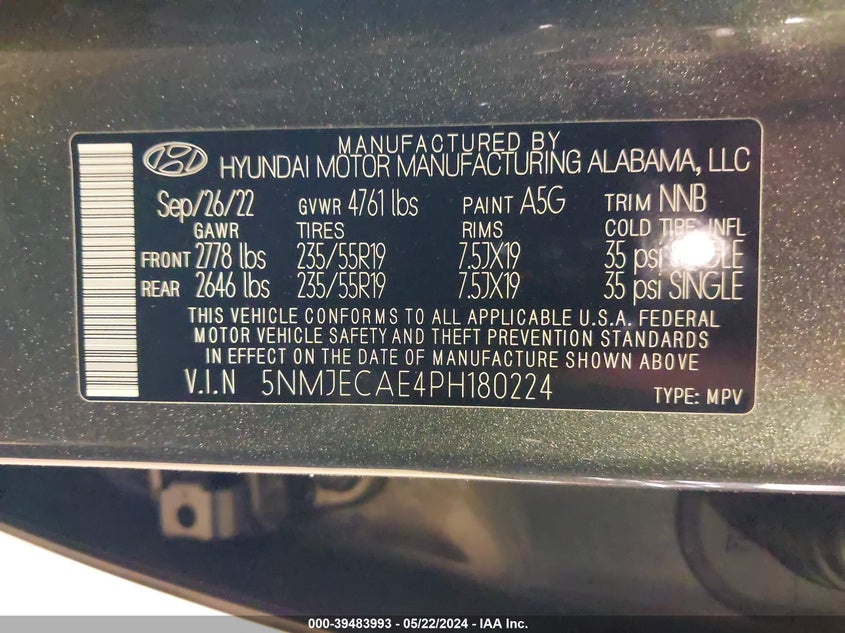 MANUFACTURED BY
HYUNDAI MOTOR MANUFACTURING ALABAMA, LLC
Sep/26/22 GVWR 4761 lbs PAINT A5G TRIM NNB
GAWR TIRES RIMS COLD TIRE INFL
FRONT 2778 lbs 235/55R19 7.5JX19 35 psi SINGLE
REAR 2646 lbs 235/55R19 7.5JX19 35 psi SINGLE
THIS VEHICLE CONFORMS TO ALL APPLICABLE U.S.A. FEDERAL
MOTOR VEHICLE SAFETY AND THEFT PREVENTION STANDARDS
IN EFFECT ON THE DATE OF MANUFACTURE SHOWN ABOVE
V.I.N 5NMJECAE4PH180224 TYPE: MPV
000-39483993 - 05/22/2024 - IAA Inc.